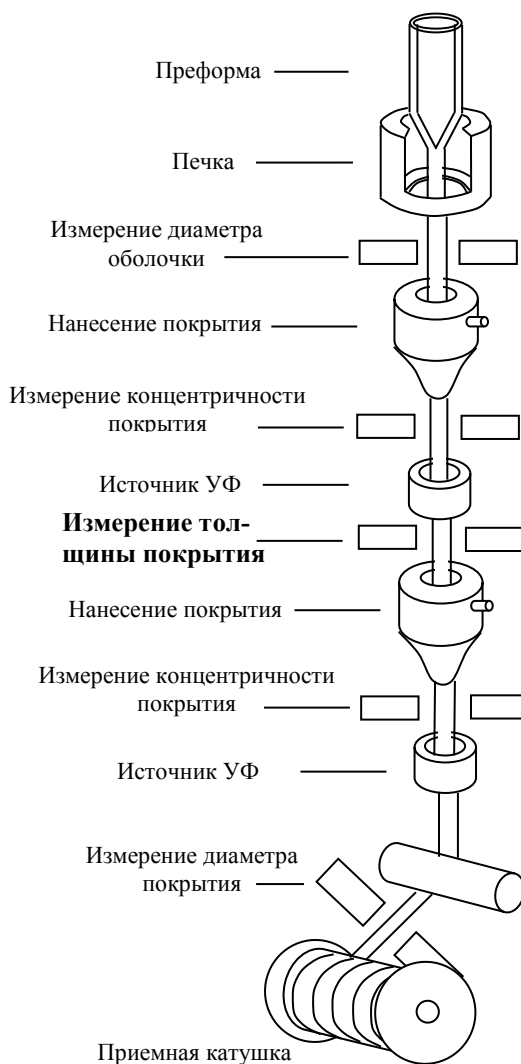 Преформа
Печка
Измерение диаметра
оболочки
Нанесение покрытия
Измерение концентричности
покрытия
Источник УФ
Измерение тол-
щины покрытия
Нанесение покрытия
Измерение концентричности
покрытия
Источник УФ
Измерение диаметра
покрытия
Приемная катушка